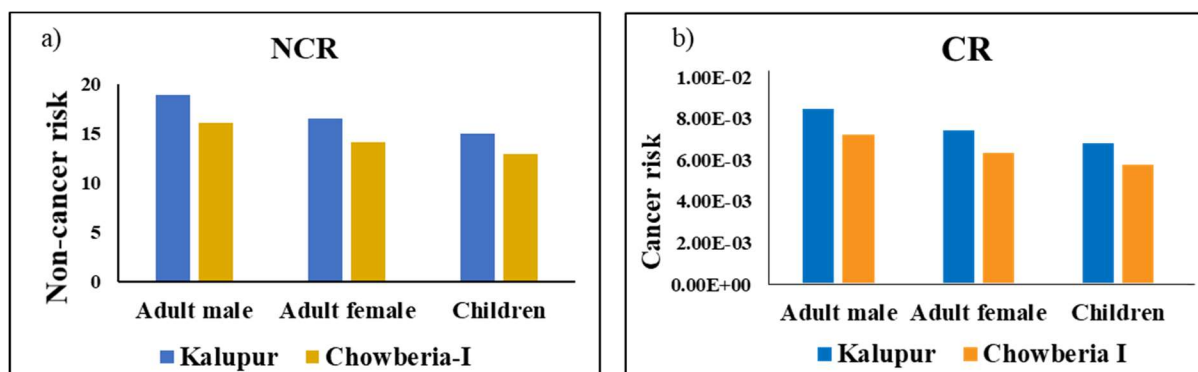 a)
NCR
Non-cancer risk
20
15
10
5
0
Adult male Adult female Children
Kalupur Chowberia-I
b)
CR
Cancer risk
1.00E-02
8.00E-03
6.00E-03
4.00E-03
2.00E-03
0.00E+00
Adult male Adult female Children
Kalupur Chowberia I